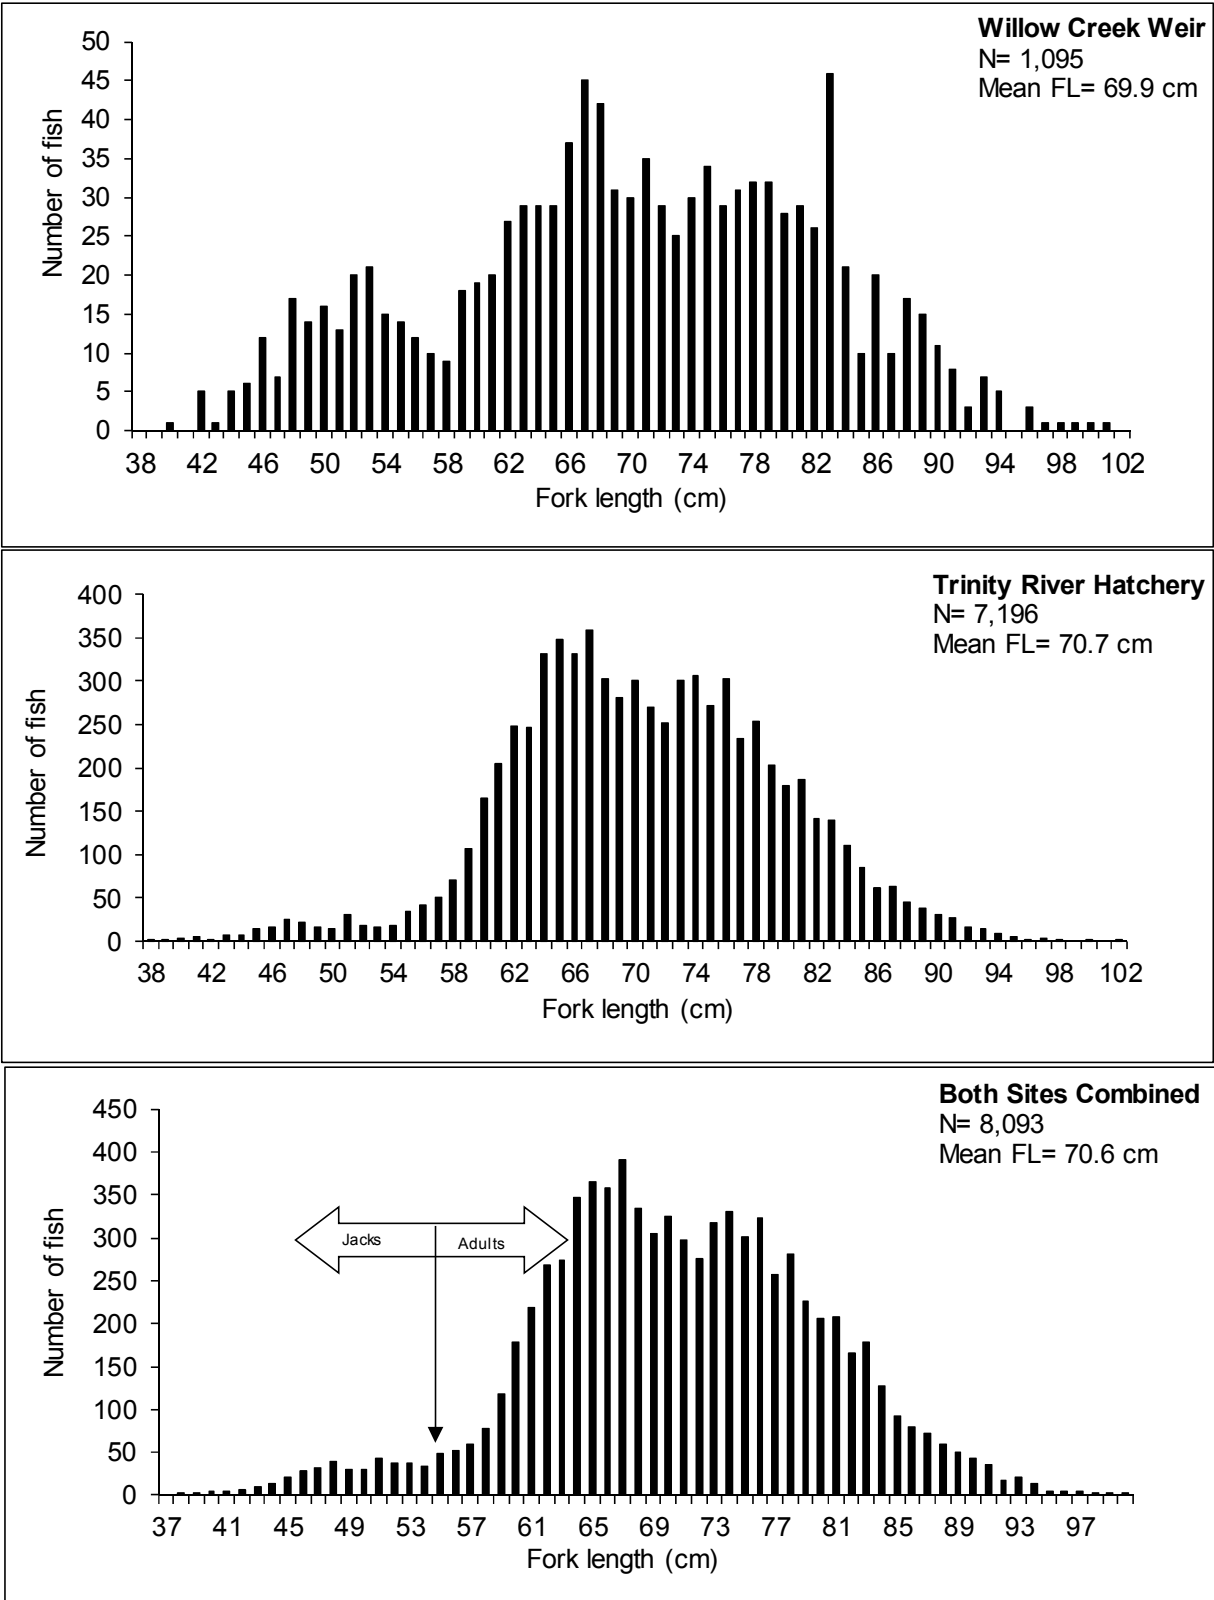 Willow Creek Weir
N= 1,095
Mean FL= 69.9 cm
Number of fish
50
45
40
35
30
25
20
15
10
5
0
38 42 46 50 54 58 62 66 70 74 78 82 86 90 94 98 102
Fork length (cm)
Trinity River Hatchery
N= 7,196
Mean FL= 70.7 cm
Number of fish
400
350
300
250
200
150
100
50
0
38 42 46 50 54 58 62 66 70 74 78 82 86 90 94 98 102
Fork length (cm)
Both Sites Combined
N= 8,093
Mean FL= 70.6 cm
Number of fish
450
400
350
300
250
200
150
100
50
0
Jacks Adults
37 41 45 49 53 57 61 65 69 73 77 81 85 89 93 97
Fork length (cm)